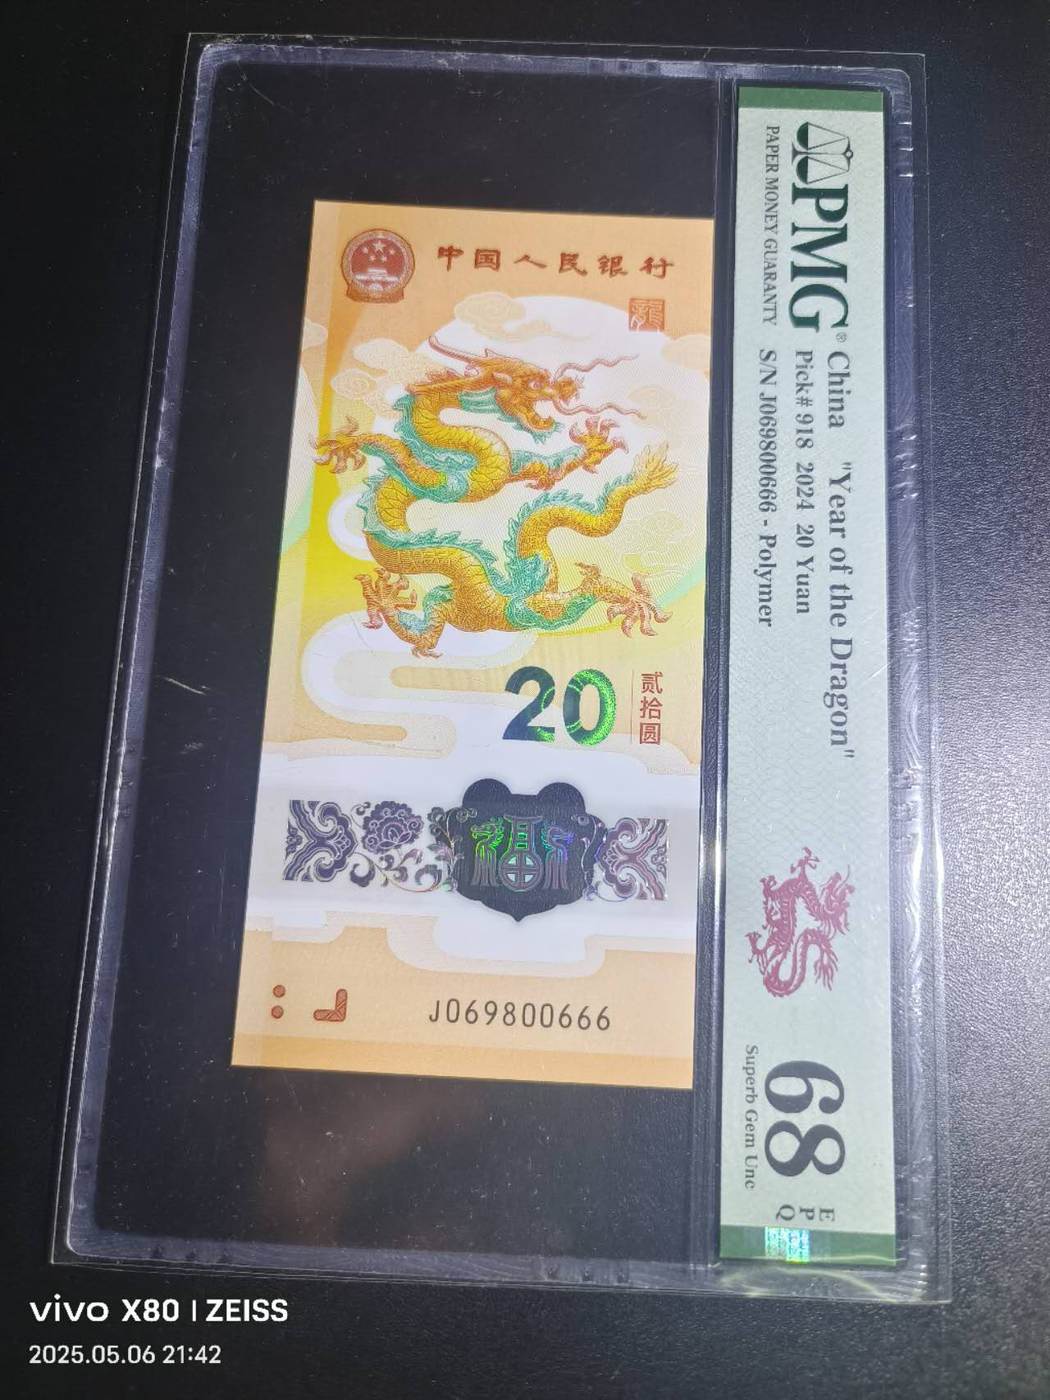 中国人民银行
龍
20
贰拾圆
福
J069800666
PMG®
PAPER MONEY GUARANTY
China "Year of the Dragon"
Pick# 918 2024 20 Yuan
S/N J069800666 - Polymer
68
EPQ
Superb Gem Unc
vivo X80 | ZEISS
2025.05.06 21:42